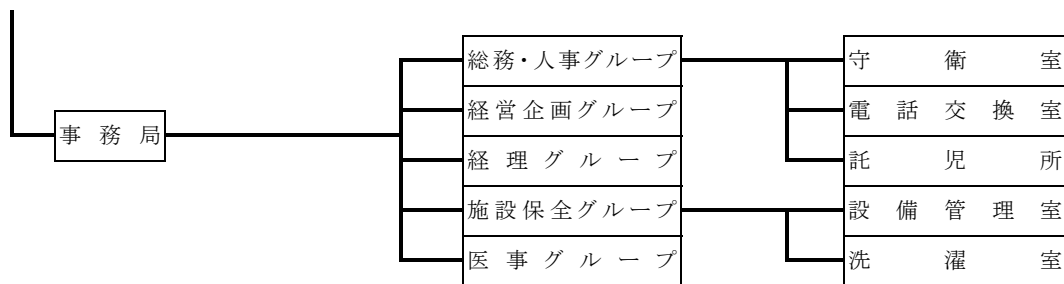 総務・人事グループ
守衛室
経営企画グループ
電話交換室
事務局
経理グループ
託児所
施設保全グループ
設備管理室
医事グループ
洗濯室